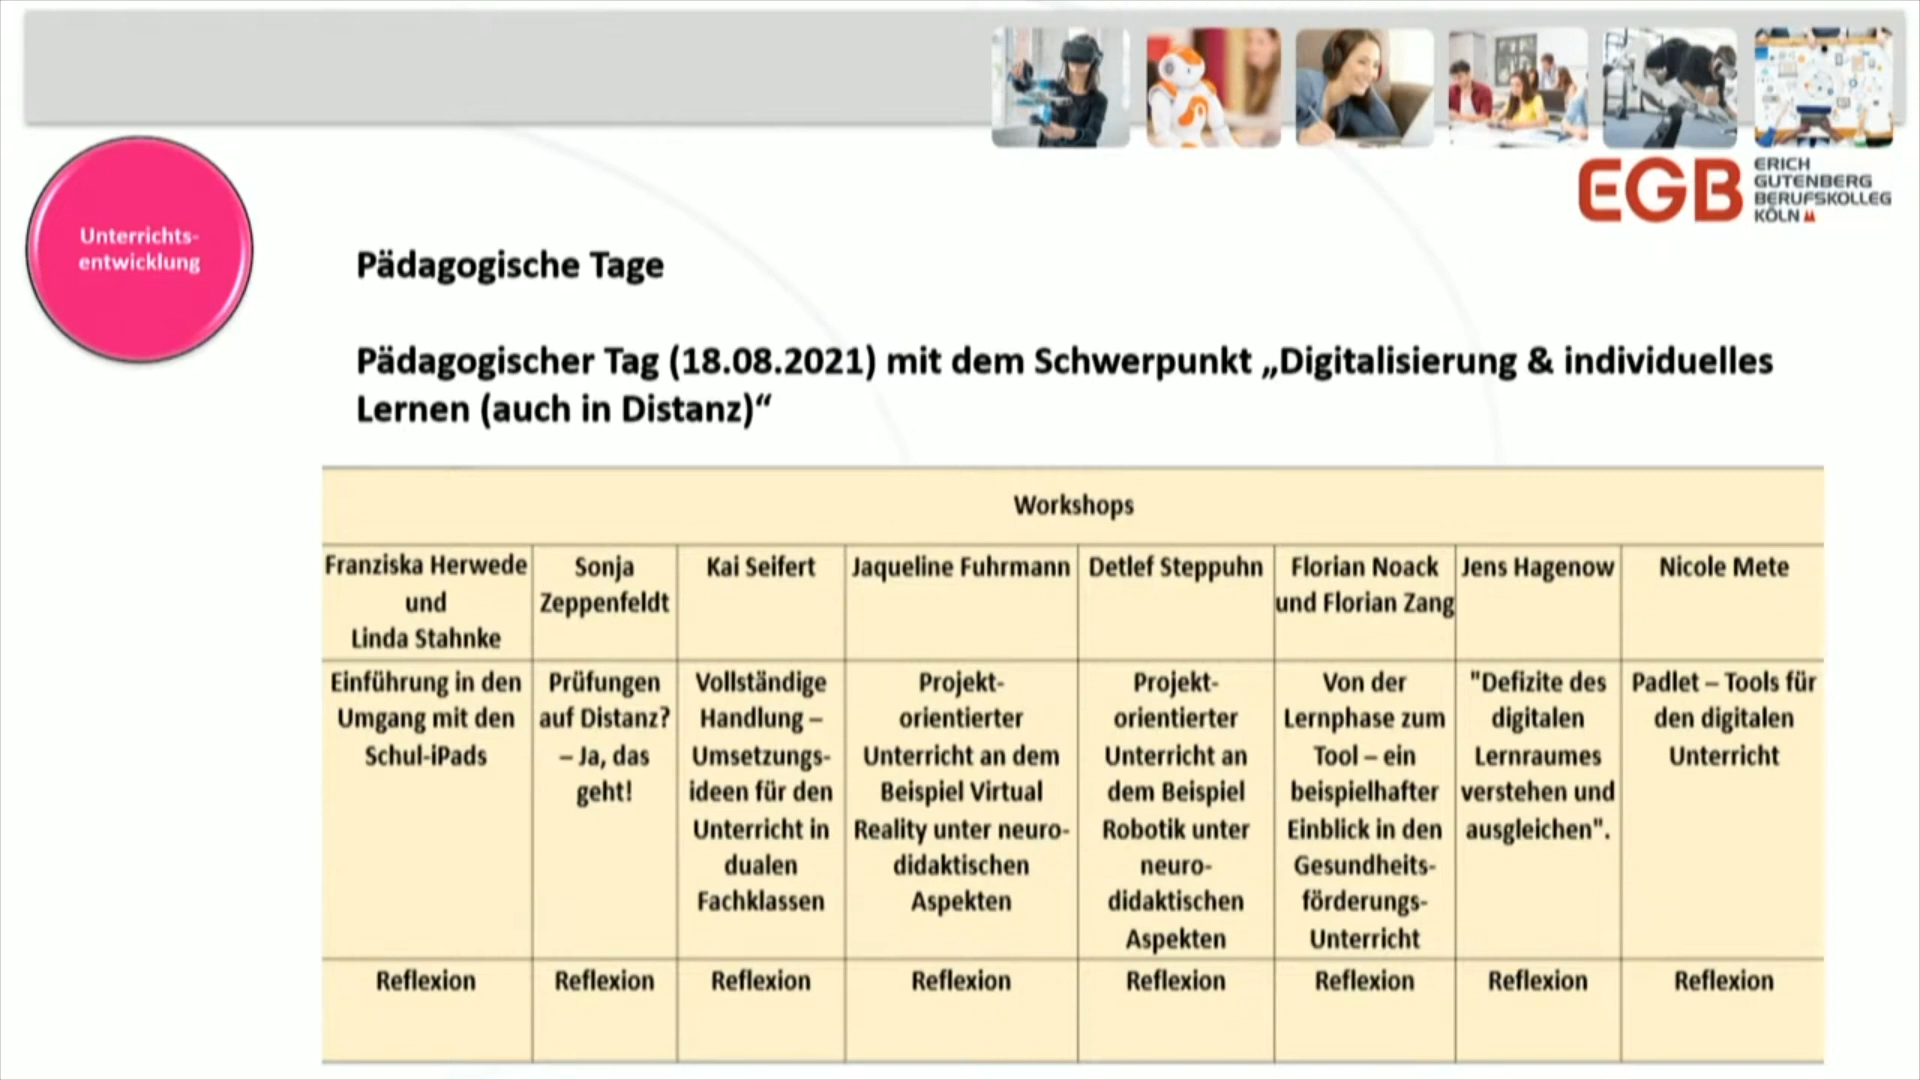 ERICH
GUTENBERG
BERUFSKOLLEG
KÖLN
EGB
Unterrichts-
entwicklung
Pädagogische Tage
Pädagogischer Tag (18.08.2021) mit dem Schwerpunkt „Digitalisierung & individuelles
Lernen (auch in Distanz)“
Workshops
Franziska Herwede
und
Linda Stahnke
Sonja
Zeppenfeldt
Kai Seifert
Jaqueline Fuhrmann
Detlef Steppuhn
Florian Noack
und Florian Zang
Jens Hagenow
Nicole Mete
Einführung in den
Umgang mit den
Schul-iPads
Prüfungen
auf Distanz?
– Ja, das
geht!
Vollständige
Handlung –
Umsetzungs-
ideen für den
Unterricht in
dualen
Fachklassen
Projekt-
orientierter
Unterricht an dem
Beispiel Virtual
Reality unter neuro-
didaktischen
Aspekten
Projekt-
orientierter
Unterricht an
dem Beispiel
Robotik unter
neuro-
didaktischen
Aspekten
Von der
Lernphase zum
Tool – ein
beispielhafter
Einblick in den
Gesundheits-
förderungs-
Unterricht
"Defizite des
digitalen
Lernraumes
verstehen und
ausgleichen".
Padlet – Tools für
den digitalen
Unterricht
Reflexion
Reflexion
Reflexion
Reflexion
Reflexion
Reflexion
Reflexion
Reflexion